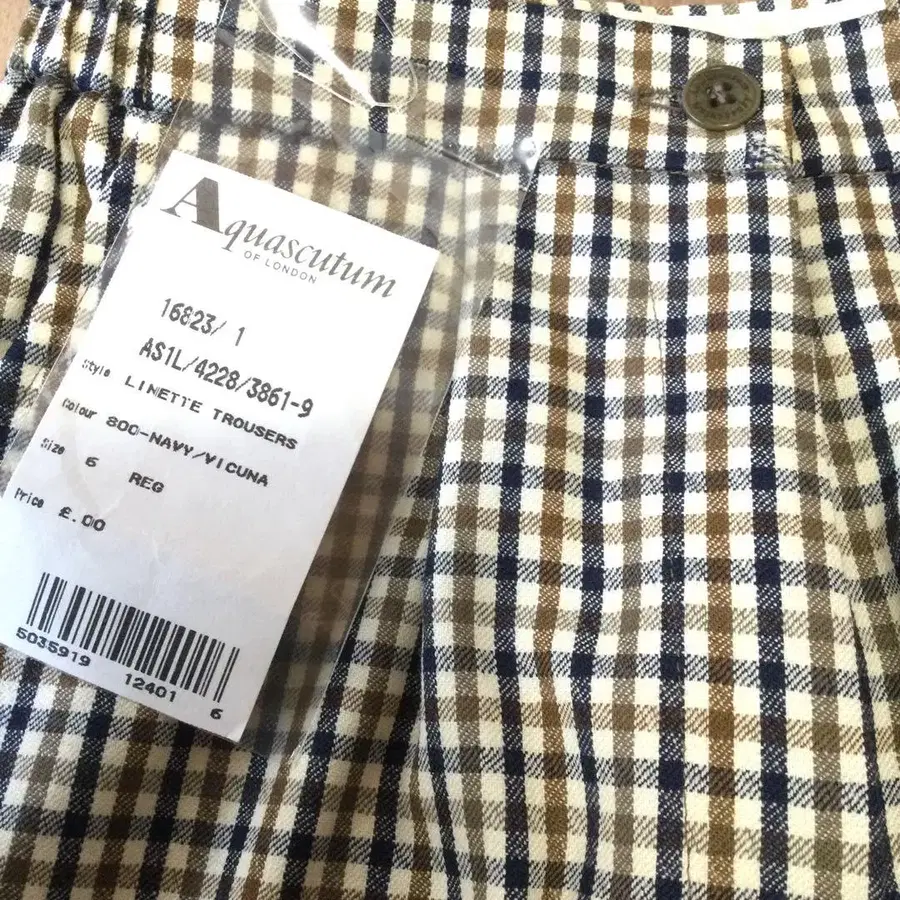 Aquascutum
OF LONDON
16823/ 1
AS1L/4228/3861-9
Style LINETTE TROUSERS
Colour 800-NAVY/VICUNA
Size 6 REG
Price £.00
5035919 12401 6